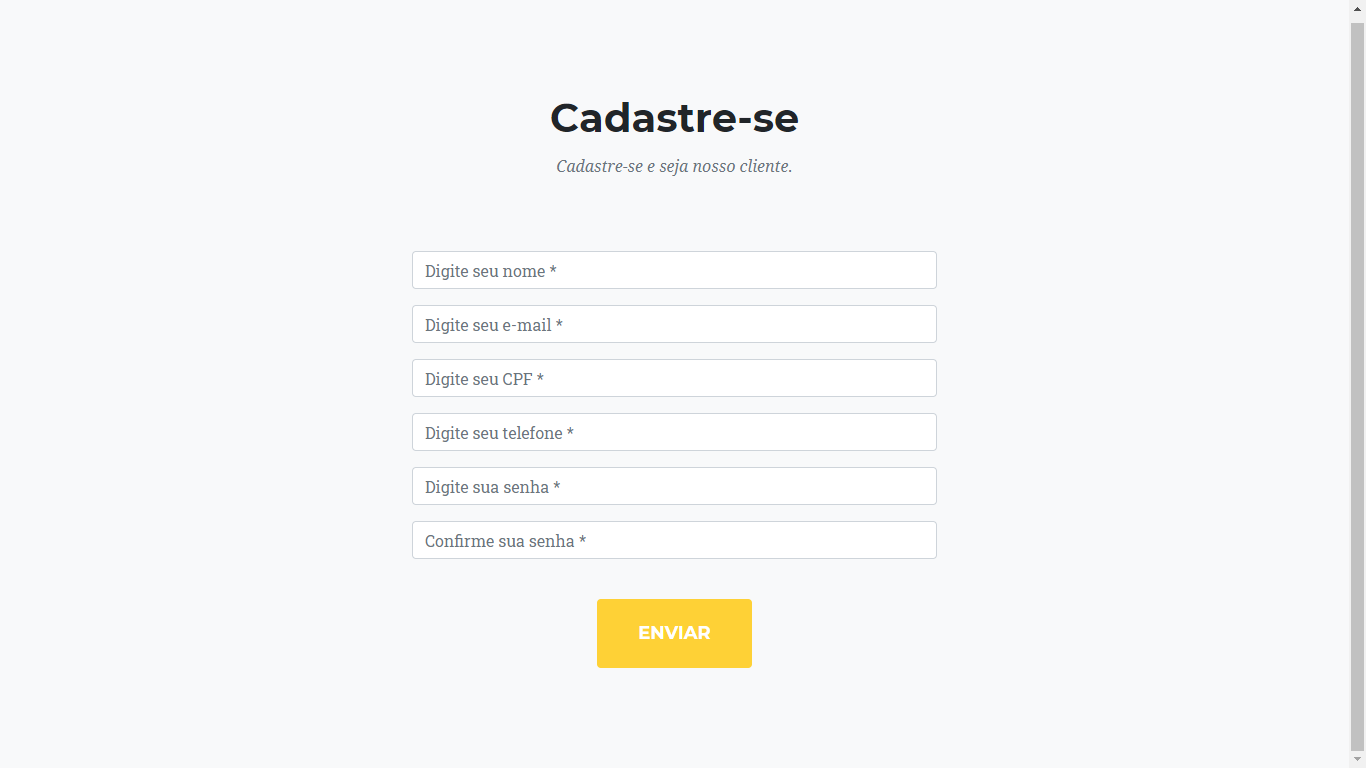 Cadastre-se
Cadastre-se e seja nosso cliente.
Digite seu nome *
Digite seu e-mail *
Digite seu CPF *
Digite seu telefone *
Digite sua senha *
Confirme sua senha *
ENVIAR